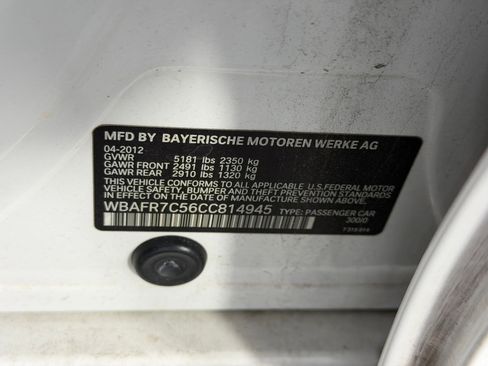 MFD BY BAYERISCHE MOTOREN WERKE AG
04-2012
GVWR 5181 lbs 2350 kg
GAWR FRONT 2491 lbs 1130 kg
GAWR REAR 2910 lbs 1320 kg
THIS VEHICLE CONFORMS TO ALL APPLICABLE U.S. FEDERAL MOTOR
VEHICLE SAFETY, BUMPER AND THEFT PREVENTION
STANDARDS IN EFFECT ON THE DATE OF
MANUFACTURE SHOWN ABOVE.
WBAFR7C56CC814945 TYPE: PASSENGER CAR
300/0